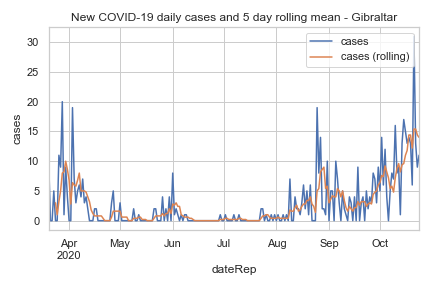 New COVID-19 daily cases and 5 day rolling mean - Gibraltar
cases
cases (rolling)
30
25
20
15
10
5
0
cases
Apr
2020
May
Jun
Jul
Aug
Sep
Oct
dateRep